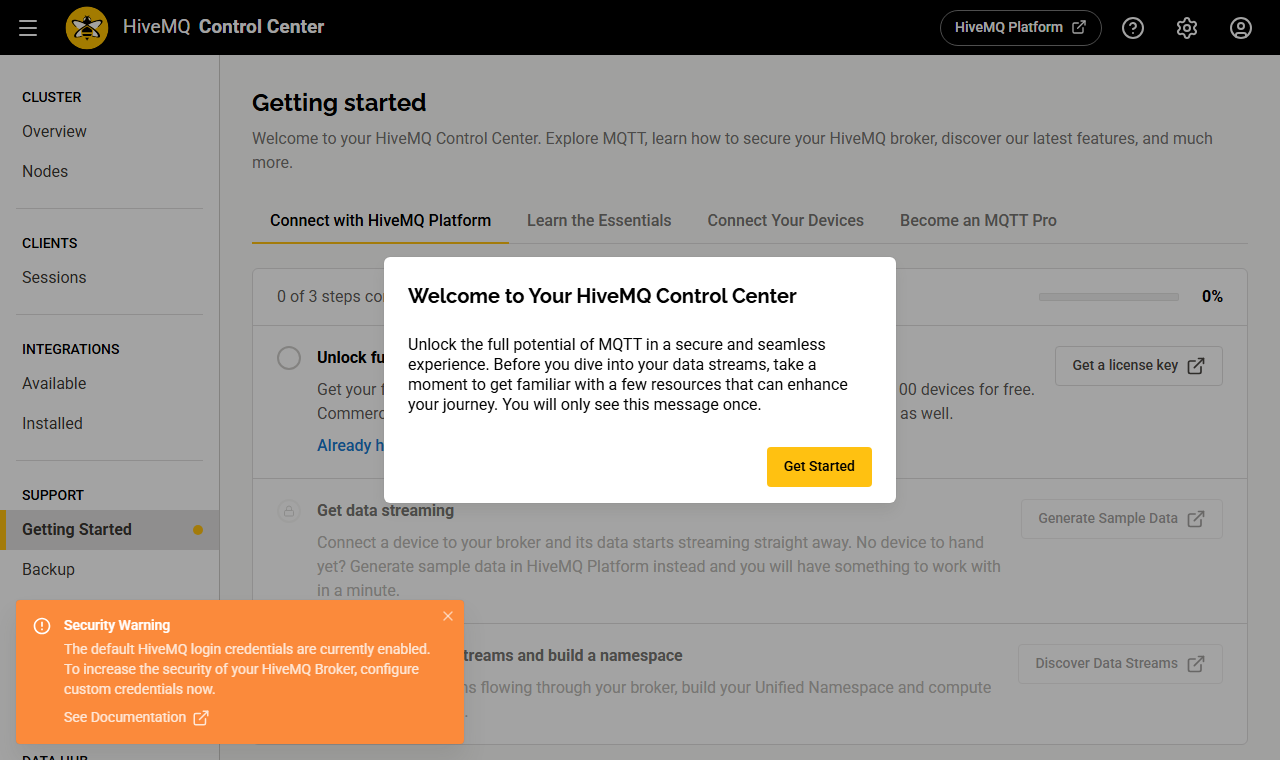 HiveMQ Control Center
HiveMQ Platform
CLUSTER
Overview
Nodes
CLIENTS
Sessions
INTEGRATIONS
Available
Installed
SUPPORT
Getting Started
Backup
Getting started
Welcome to your HiveMQ Control Center. Explore MQTT, learn how to secure your HiveMQ broker, discover our latest features, and much
more.
Connect with HiveMQ Platform
Learn the Essentials
Connect Your Devices
Become an MQTT Pro
0 of 3 steps
0%
Unlock
Get your
00 devices for free.
as well.
Already
Get a license key
Welcome to Your HiveMQ Control Center
Unlock the full potential of MQTT in a secure and seamless
experience. Before you dive into your data streams, take a
moment to get familiar with a few resources that can enhance
your journey. You will only see this message once.
Get Started
Get data streaming
Connect a device to your broker and its data starts streaming straight away. No device to hand
yet? Generate sample data in HiveMQ Platform instead and you will have something to work with
in a minute.
Generate Sample Data
treams and build a namespace
flowing through your broker, build your Unified Namespace and compute
Discover Data Streams
Security Warning
The default HiveMQ login credentials are currently enabled.
To increase the security of your HiveMQ Broker, configure
custom credentials now.
See Documentation
DATA HUB